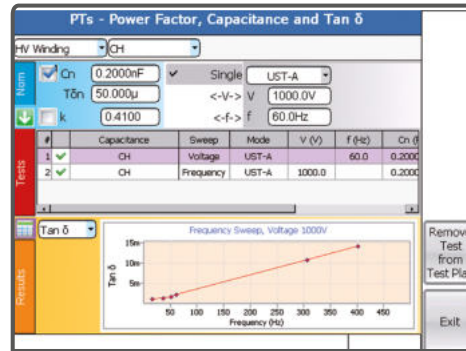 PTs - Power Factor, Capacitance and Tan δ
HV Winding CH
Nom
Cn 0.2000nF Single UST-A
Tδn 50.000µ <-V-> V 1000.0V
k 0.4100 <-f-> f 60.0Hz
Tests
# Capacitance Sweep Mode V (V) f (Hz) Cn (f
1 CH Voltage UST-A 60.0 0.2000
2 CH Frequency UST-A 1000.0 0.2000
Results
Tan δ
Frequency Sweep, Voltage 1000V
15m
10m
5m
Tan δ
50 100 150 200 250 300 350 400 450
Frequency (Hz)
Remove
Test
from
Test Pla
Exit